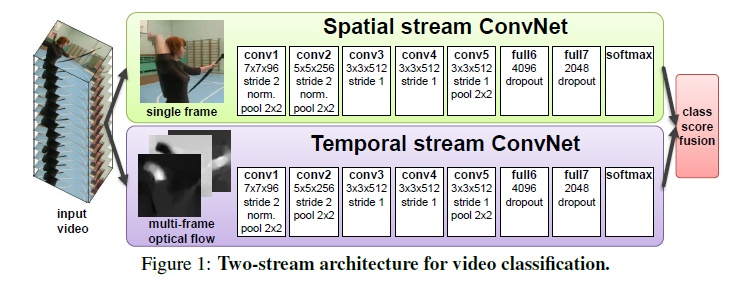 Spatial stream ConvNet
single frame
conv1
7x7x96
stride 2
norm.
pool 2x2
conv2
5x5x256
stride 2
norm.
pool 2x2
conv3
3x3x512
stride 1
conv4
3x3x512
stride 1
conv5
3x3x512
stride 1
pool 2x2
full6
4096
dropout
full7
2048
dropout
softmax
Temporal stream ConvNet
multi-frame
optical flow
conv1
7x7x96
stride 2
norm.
pool 2x2
conv2
5x5x256
stride 2
pool 2x2
conv3
3x3x512
stride 1
conv4
3x3x512
stride 1
conv5
3x3x512
stride 1
pool 2x2
full6
4096
dropout
full7
2048
dropout
softmax
input
video
class
score
fusion
Figure 1: Two-stream architecture for video classification.